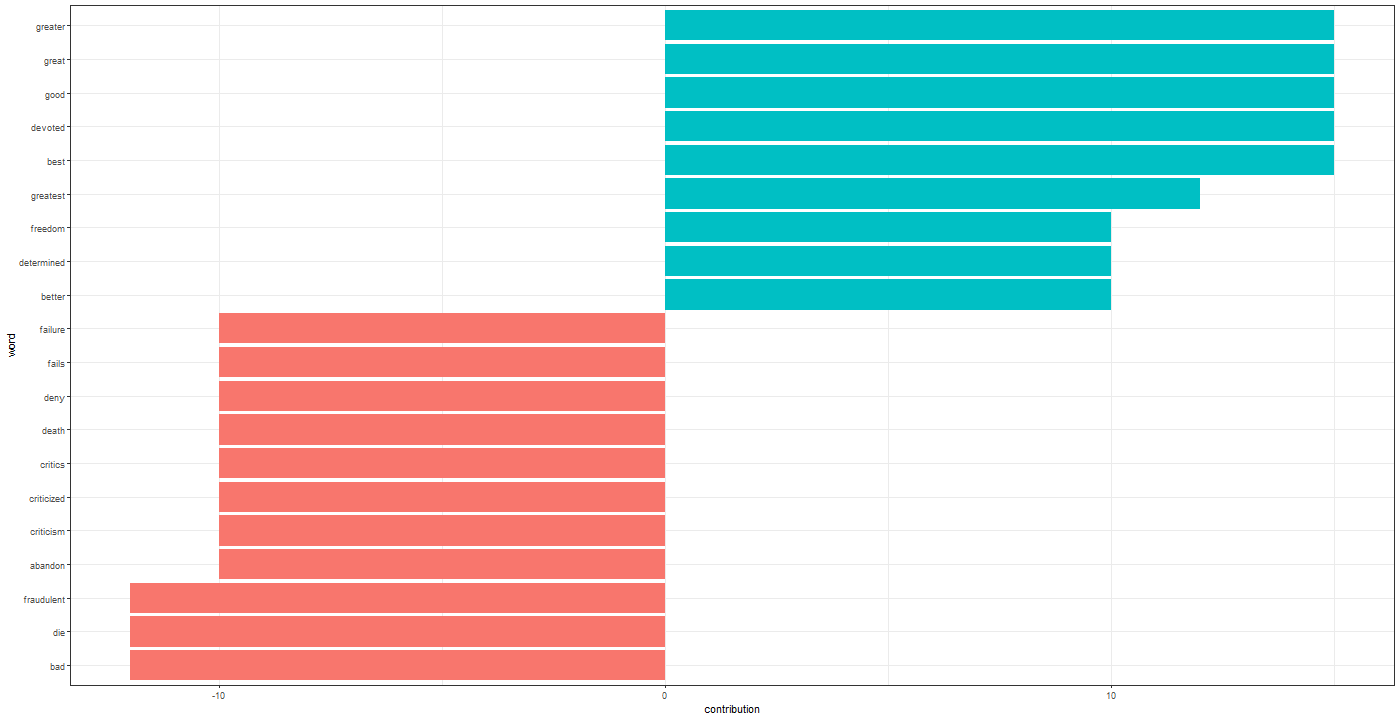 greater
great
good
devoted
best
greatest
freedom
determined
better
failure
fails
deny
death
critics
criticized
criticism
abandon
fraudulent
die
bad
word
-10 0 10
contribution